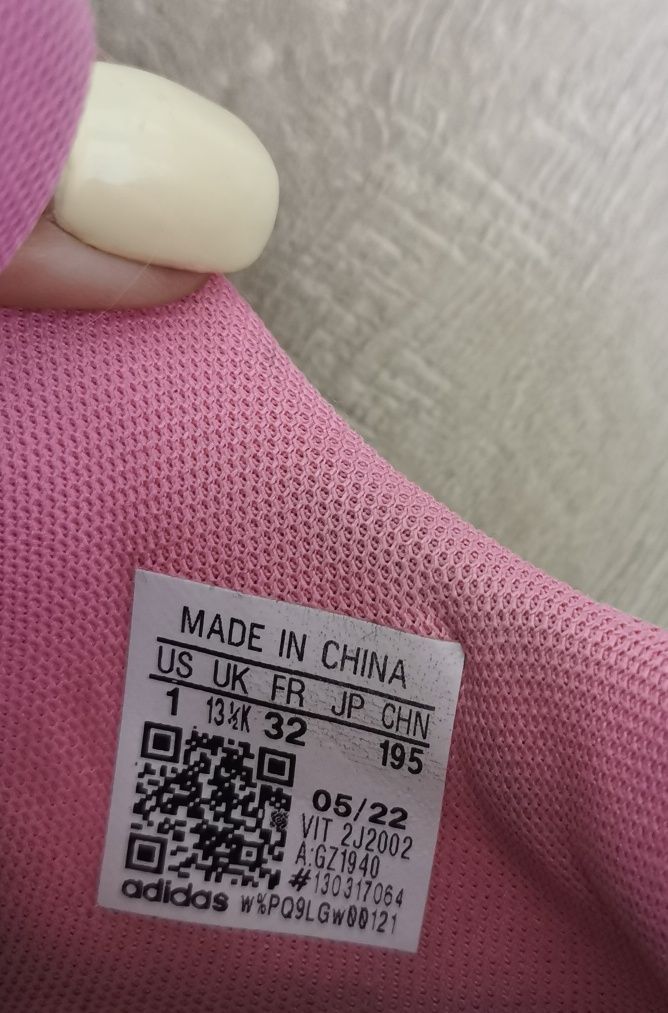 MADE IN CHINA
US UK FR JP CHN
1 13½K 32 195
05/22
VIT 2J2002
A:GZ1940
#130317064
adidas w%PQ9LGw00121